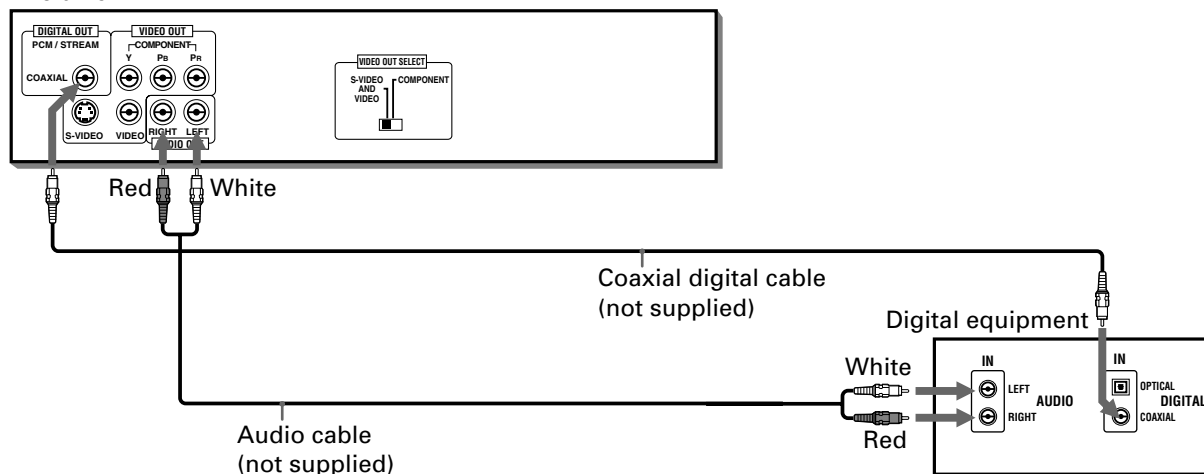 DIGITAL OUT
PCM / STREAM
COAXIAL
VIDEO OUT
COMPONENT
Y PB PR
S-VIDEO
VIDEO
RIGHT LEFT
VIDEO OUT SELECT
S-VIDEO
AND
VIDEO
COMPONENT
Red
White
Coaxial digital cable
(not supplied)
Digital equipment
White
Red
IN
LEFT
RIGHT
AUDIO
IN
OPTICAL
COAXIAL
DIGITAL
Audio cable
(not supplied)